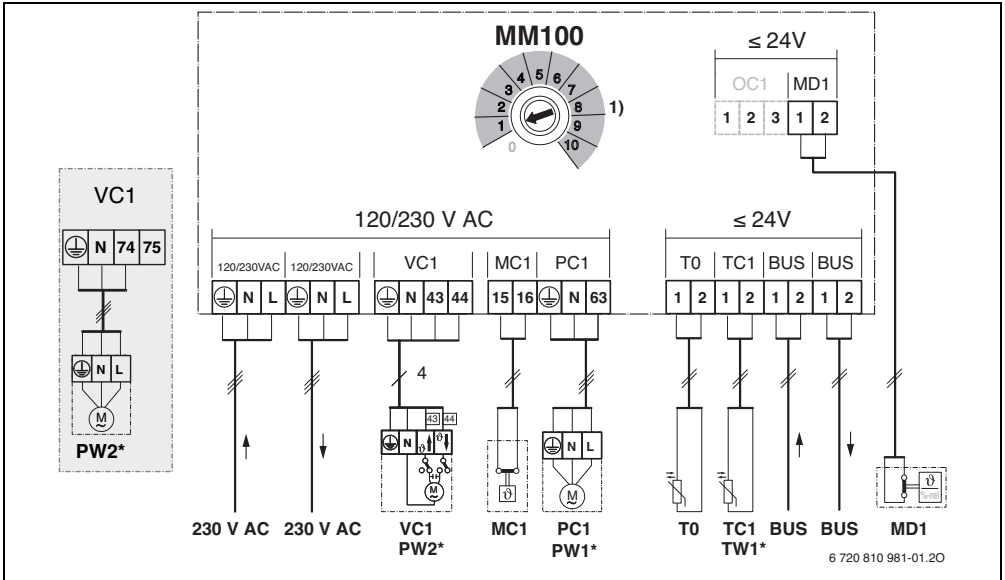 MM100
≤ 24V
OC1 MD1
1 2 3 1 2
0 1 2 3 4 5 6 7 8 9 10
1)
VC1
N 74 75
N L
M
PW2*
120/230 V AC
≤ 24V
120/230VAC 120/230VAC VC1 MC1 PC1 T0 TC1 BUS BUS
N L N L N 43 44 15 16 N 63 1 2 1 2 1 2 1 2
4
43 44
N ϑ ϑ
M
ϑ
N L
M
ϑ
%-rel
230 V AC 230 V AC VC1 MC1 PC1 T0 TC1 BUS BUS MD1
PW2* PW1* TW1*
6 720 810 981-01.2O